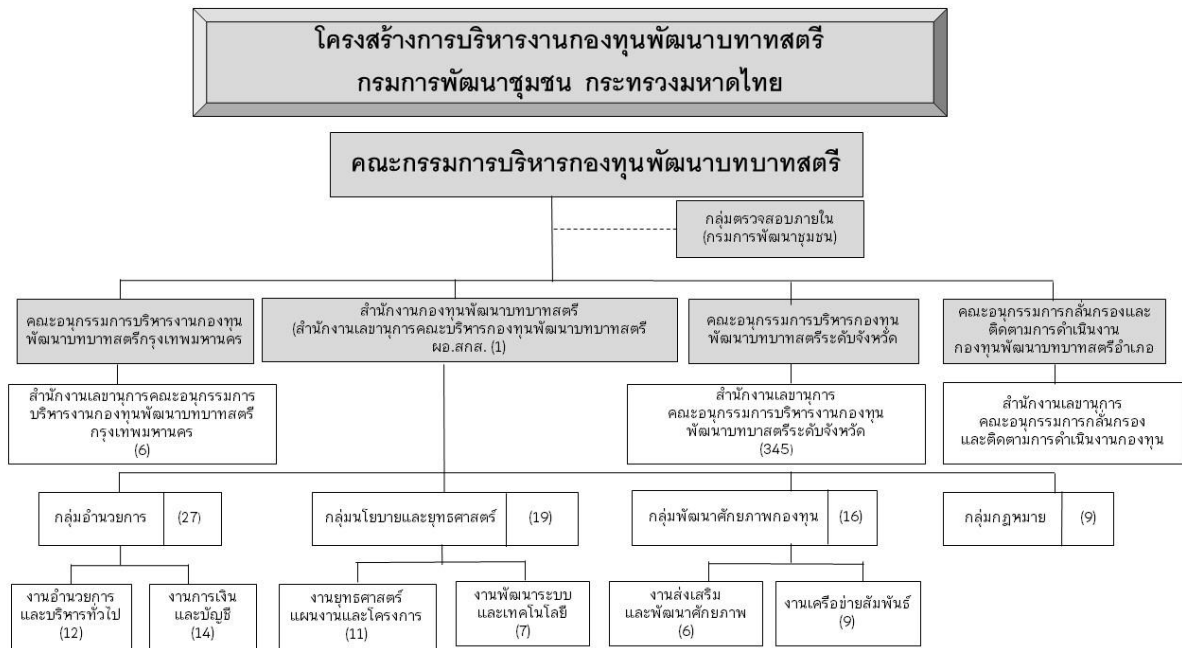 โครงสร้างการบริหารงานกองทุนพัฒนาบทาทสตรี
กรมการพัฒนาชุมชน กระทรวงมหาดไทย
คณะกรรมการบริหารกองทุนพัฒนาบทบาทสตรี
กลุ่มตรวจสอบภายใน
(กรมการพัฒนาชุมชน)
คณะอนุกรรมการบริหารงานกองทุน
พัฒนาบทบาทสตรีกรุงเทพมหานคร
สำนักงานกองทุนพัฒนาบทบาทสตรี
(สำนักงานเลขานุการคณะบริหารกองทุนพัฒนาบทบาทสตรี
ผอ.สกส. (1)
คณะอนุกรรมการบริหารกองทุน
พัฒนาบทบาทสตรีระดับจังหวัด
คณะอนุกรรมการกลั่นกรองและ
ติดตามการดำเนินงาน
กองทุนพัฒนาบทบาทสตรีอำเภอ
สำนักงานเลขานุการคณะอนุกรรมการ
บริหารงานกองทุนพัฒนาบทบาทสตรี
กรุงเทพมหานคร
(6)
สำนักงานเลขานุการ
คณะอนุกรรมการบริหารงานกองทุน
พัฒนาบทบาสตรีระดับจังหวัด
(345)
สำนักงานเลขานุการ
คณะอนุกรรมการกลั่นกรอง
และติดตามการดำเนินงานกองทุน
กลุ่มอำนวยการ (27)
กลุ่มนโยบายและยุทธศาสตร์ (19)
กลุ่มพัฒนาศักยภาพกองทุน (16)
กลุ่มกฎหมาย (9)
งานอำนวยการ
และบริหารทั่วไป
(12)
งานการเงิน
และบัญชี
(14)
งานยุทธศาสตร์
แผนงานและโครงการ
(11)
งานพัฒนาระบบ
และเทคโนโลยี
(7)
งานส่งเสริม
และพัฒนาศักยภาพ
(6)
งานเครือข่ายสัมพันธ์
(9)